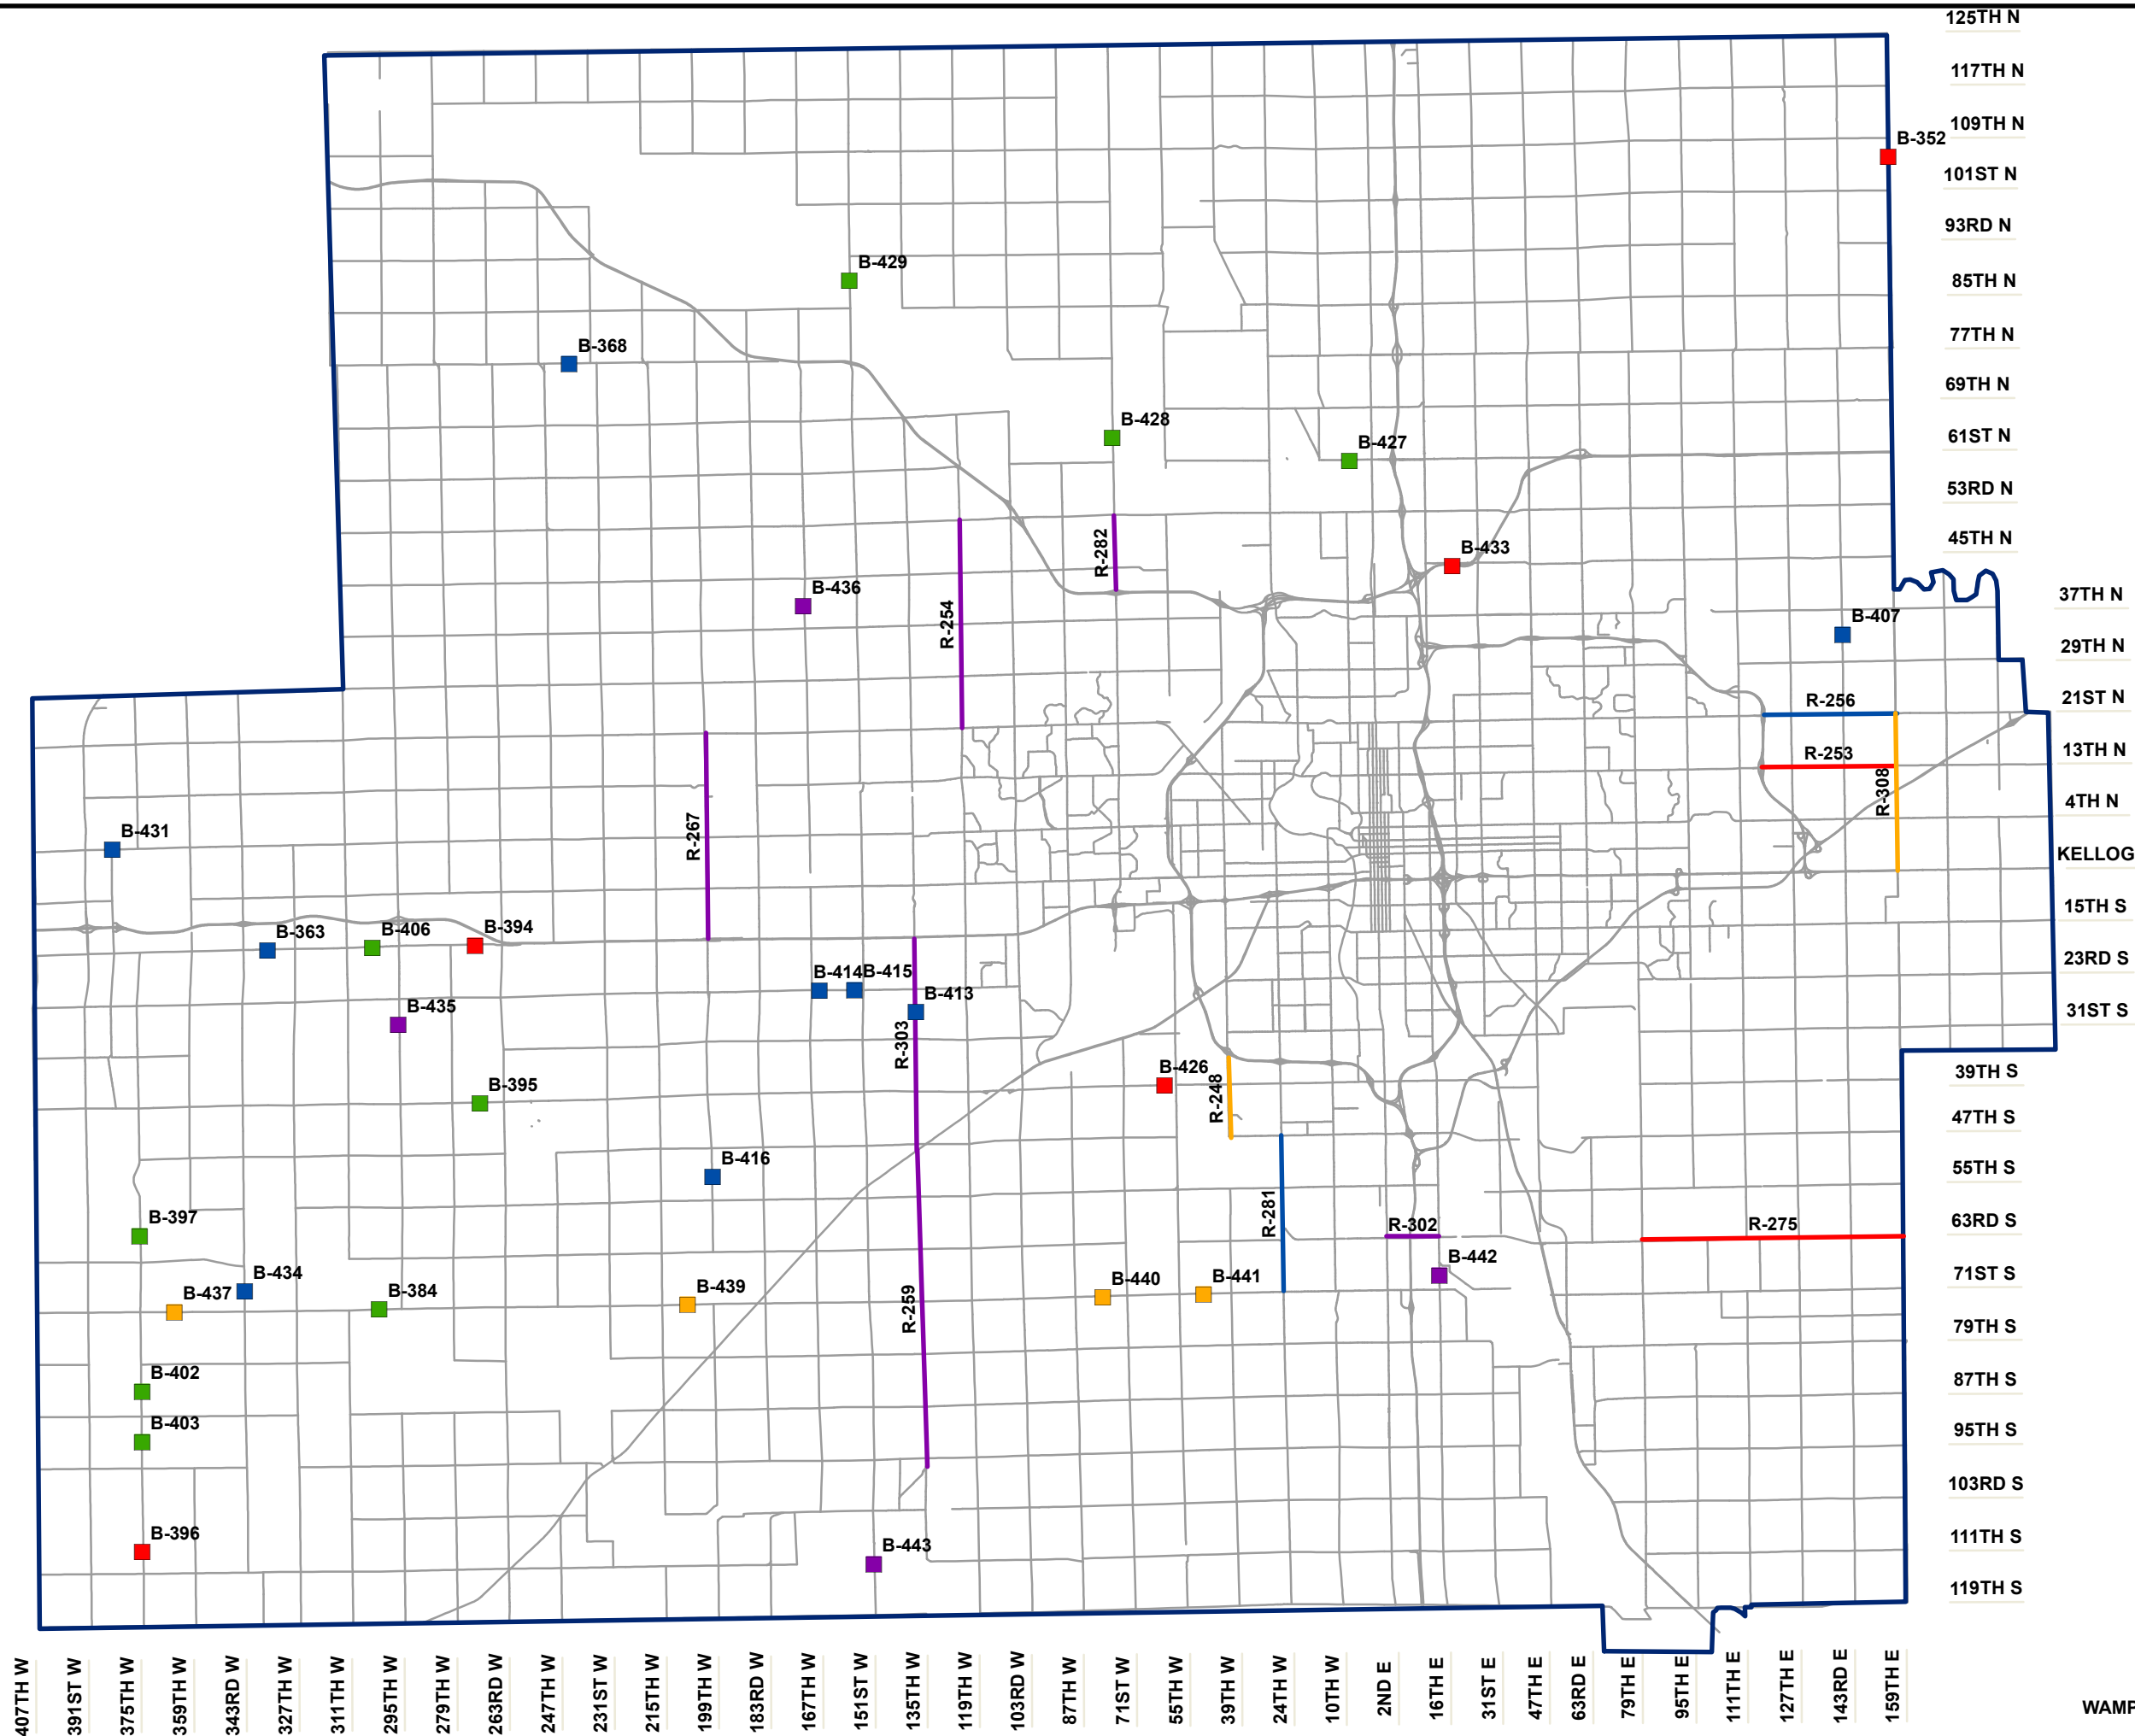 125TH N
117TH N
109TH N
B-352
101ST N
93RD N
B-429
85TH N
77TH N
B-368
69TH N
B-428
61ST N
B-427
53RD N
45TH N
B-433
R-282
B-436
37TH N
R-254
B-407
29TH N
21ST N
R-256
13TH N
R-253
R-308
4TH N
B-431
R-267
KELLOG
15TH S
B-363
B-406
B-394
23RD S
B-414
B-415
B-413
B-435
31ST S
R-303
39TH S
B-426
B-395
R-248
47TH S
B-416
55TH S
B-397
R-281
R-302
R-275
63RD S
B-434
B-442
71ST S
B-437
B-384
B-439
B-440
B-441
R-259
79TH S
B-402
87TH S
B-403
95TH S
103RD S
B-396
B-443
111TH S
119TH S
407TH W
391ST W
375TH W
359TH W
343RD W
327TH W
311TH W
295TH W
279TH W
263RD W
247TH W
231ST W
215TH W
199TH W
183RD W
167TH W
151ST W
135TH W
119TH W
103RD W
87TH W
71ST W
55TH W
39TH W
24TH W
10TH W
2ND E
16TH E
31ST E
47TH E
63RD E
79TH E
95TH E
111TH E
127TH E
143RD E
159TH E
WAMP